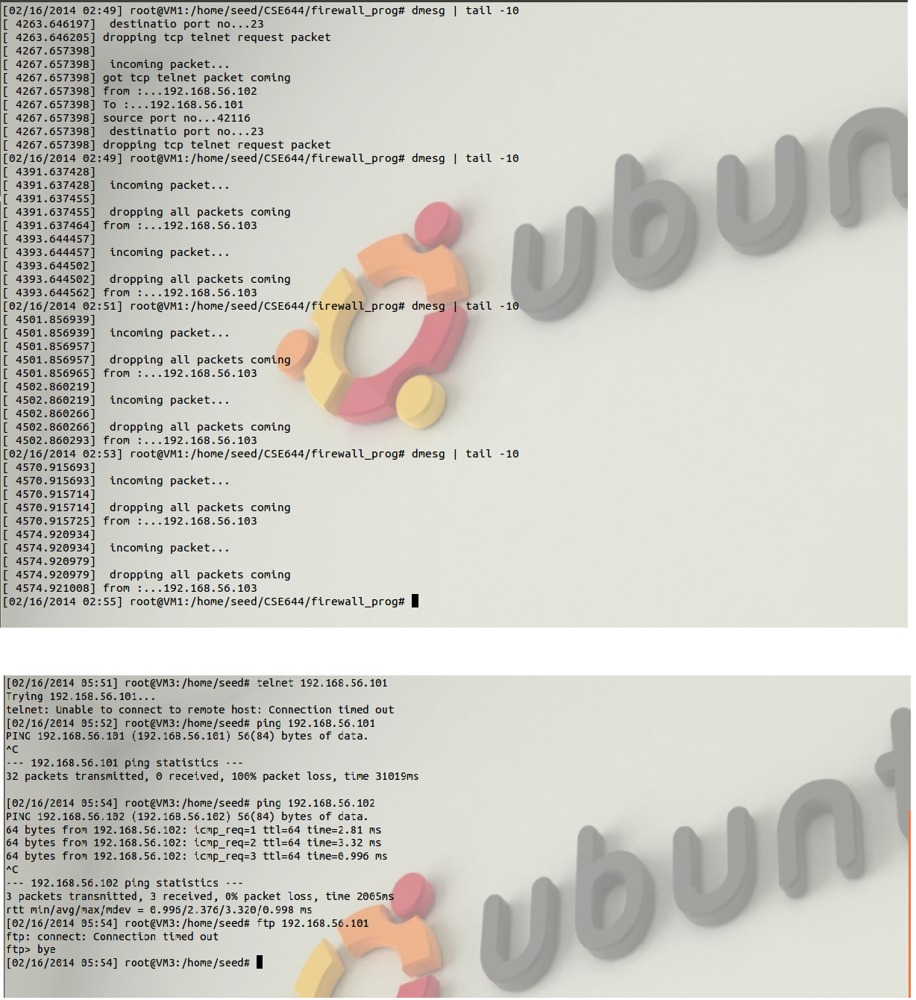 [02/16/2014 02:49] root@VM1:/home/seed/CSE644/firewall_prog# dmesg | tail -10
[ 4263.646197]  destinatio port no...23
[ 4263.646205] dropping tcp telnet request packet
[ 4267.657398]
[ 4267.657398]  incoming packet...
[ 4267.657398] got tcp telnet packet coming
[ 4267.657398] from :...192.168.56.102
[ 4267.657398] To :...192.168.56.101
[ 4267.657398] source port no...42116
[ 4267.657398]  destinatio port no...23
[ 4267.657398] dropping tcp telnet request packet
[02/16/2014 02:49] root@VM1:/home/seed/CSE644/firewall_prog# dmesg | tail -10
[ 4391.637428]
[ 4391.637428]  incoming packet...
[ 4391.637455]
[ 4391.637455]  dropping all packets coming
[ 4391.637464] from :...192.168.56.103
[ 4393.644457]
[ 4393.644457]  incoming packet...
[ 4393.644502]
[ 4393.644502]  dropping all packets coming
[ 4393.644562] from :...192.168.56.103
[02/16/2014 02:51] root@VM1:/home/seed/CSE644/firewall_prog# dmesg | tail -10
[ 4501.856939]
[ 4501.856939]  incoming packet...
[ 4501.856957]
[ 4501.856957]  dropping all packets coming
[ 4501.856965] from :...192.168.56.103
[ 4502.860219]
[ 4502.860219]  incoming packet...
[ 4502.860266]
[ 4502.860266]  dropping all packets coming
[ 4502.860293] from :...192.168.56.103
[02/16/2014 02:53] root@VM1:/home/seed/CSE644/firewall_prog# dmesg | tail -10
[ 4570.915693]
[ 4570.915693]  incoming packet...
[ 4570.915714]
[ 4570.915714]  dropping all packets coming
[ 4570.915725] from :...192.168.56.103
[ 4574.920934]
[ 4574.920934]  incoming packet...
[ 4574.920979]
[ 4574.920979]  dropping all packets coming
[ 4574.921008] from :...192.168.56.103
[02/16/2014 02:55] root@VM1:/home/seed/CSE644/firewall_prog#
ubun
[02/16/2014 05:51] root@VM3:/home/seed# telnet 192.168.56.101
Trying 192.168.56.101...
telnet: Unable to connect to remote host: Connection timed out
[02/16/2014 05:52] root@VM3:/home/seed# ping 192.168.56.101
PING 192.168.56.101 (192.168.56.101) 56(84) bytes of data.
^C
--- 192.168.56.101 ping statistics ---
32 packets transmitted, 0 received, 100% packet loss, time 31019ms
[02/16/2014 05:54] root@VM3:/home/seed# ping 192.168.56.102
PING 192.168.56.102 (192.168.56.102) 56(84) bytes of data.
64 bytes from 192.168.56.102: icmp_req=1 ttl=64 time=2.81 ms
64 bytes from 192.168.56.102: icmp_req=2 ttl=64 time=3.32 ms
64 bytes from 192.168.56.102: icmp_req=3 ttl=64 time=0.996 ms
^C
--- 192.168.56.102 ping statistics ---
3 packets transmitted, 3 received, 0% packet loss, time 2005ms
rtt min/avg/max/mdev = 0.996/2.376/3.320/0.998 ms
[02/16/2014 05:54] root@VM3:/home/seed# ftp 192.168.56.101
ftp: connect: Connection timed out
ftp> bye
[02/16/2014 05:54] root@VM3:/home/seed#
ubunt